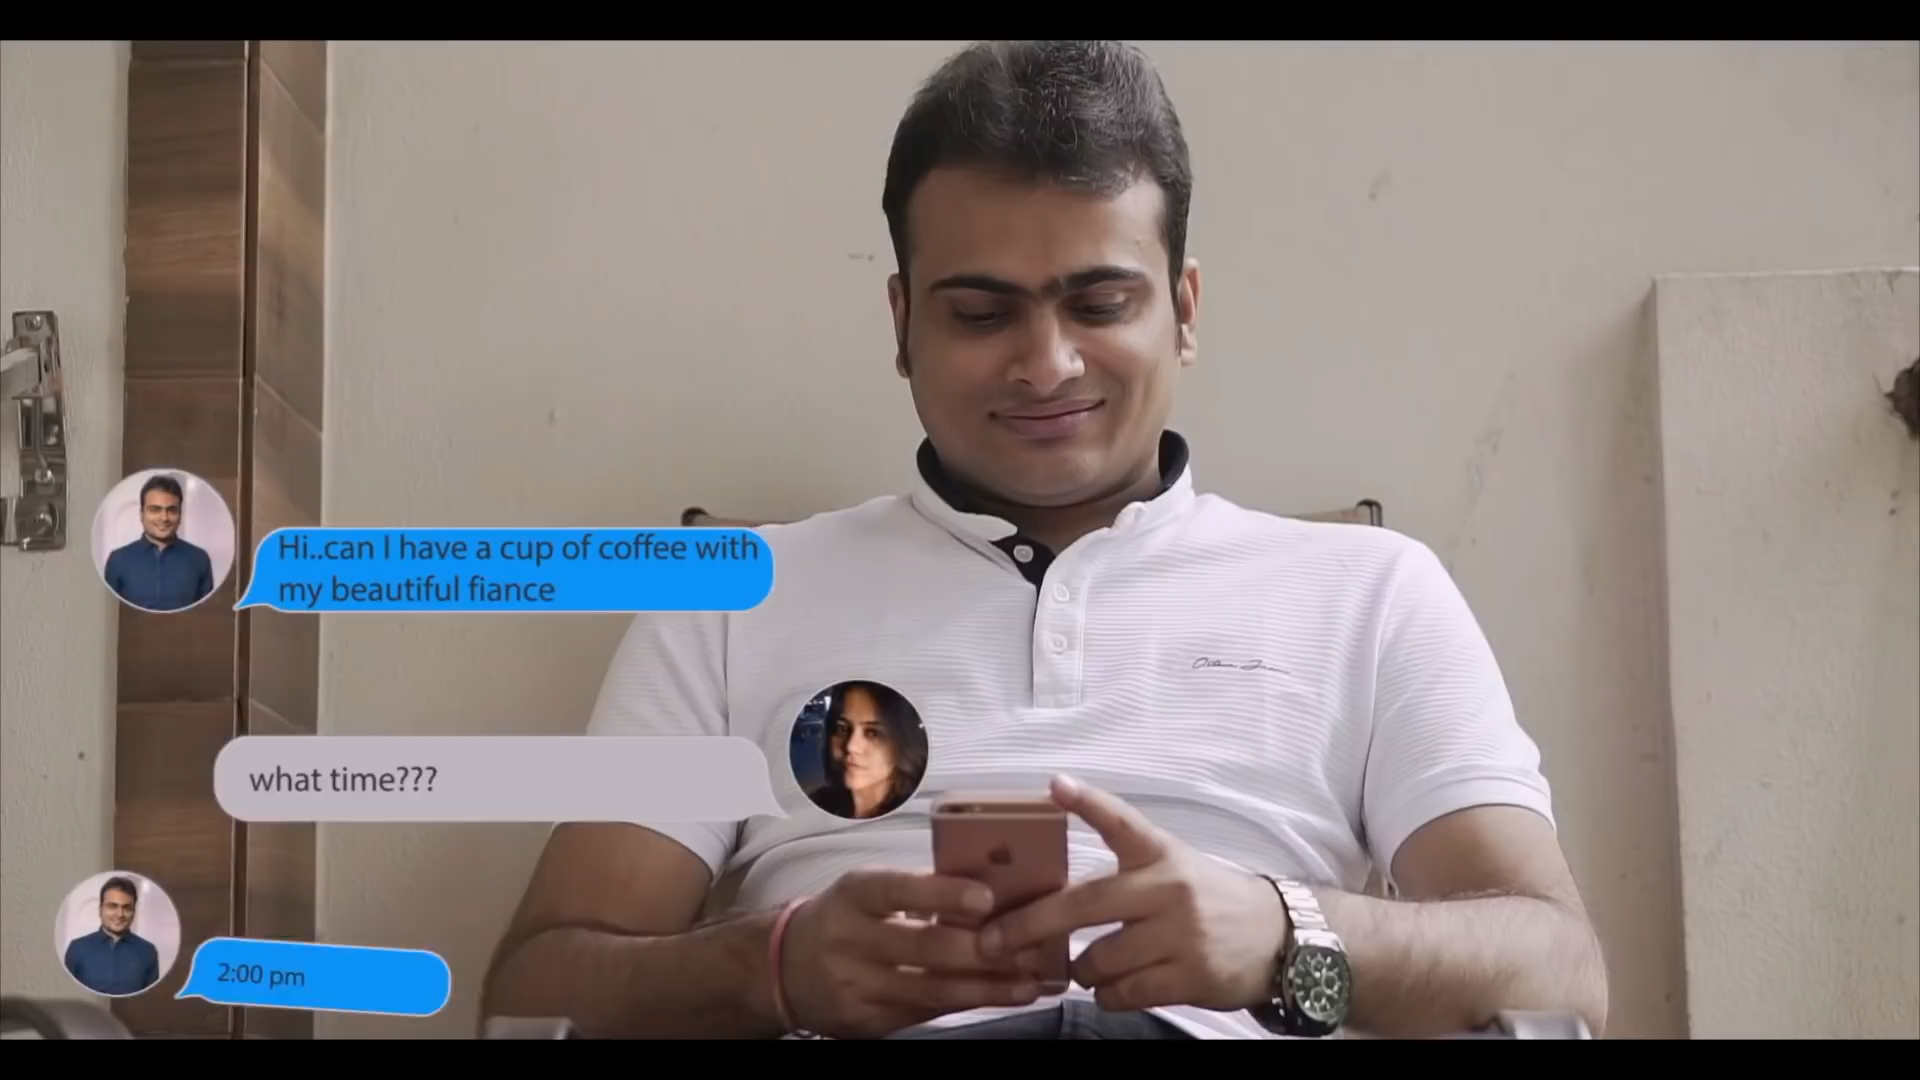 Hi..can I have a cup of coffee with
my beautiful fiance
what time???
2:00 pm